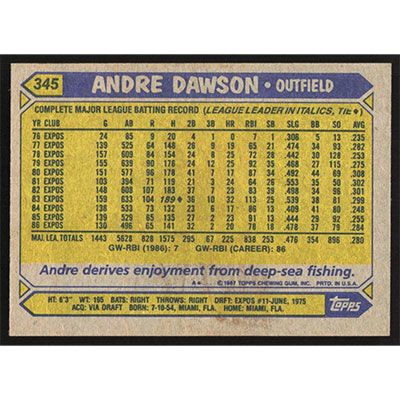 345 ANDRE DAWSON • OUTFIELD
COMPLETE MAJOR LEAGUE BATTING RECORD (LEAGUE LEADER IN ITALICS, TIE ♦)
YR CLUB G AB R H 2B 3B HR RBI SB SLG BB SO AVG
76 EXPOS 24 85 9 20 4 1 0 7 1 .306 5 13 .235
77 EXPOS 139 525 64 148 26 9 19 65 21 .474 34 93 .282
78 EXPOS 157 609 84 154 24 8 25 72 28 .442 30 128 .253
79 EXPOS 155 639 90 176 24 12 25 92 35 .468 27 115 .275
80 EXPOS 151 577 96 178 41 7 17 87 34 .492 44 69 .308
81 EXPOS 103 394 71 119 21 3 24 64 26 .553 35 50 .302
82 EXPOS 148 608 107 183 37 7 23 83 39 .498 34 96 .301
83 EXPOS 159 633 104 189♦ 36 10 32 113 25 .539 38 81 .299
84 EXPOS 138 533 73 132 23 6 17 86 13 .409 41 80 .248
85 EXPOS 139 529 65 135 27 2 23 91 13 .444 29 92 .255
86 EXPOS 130 496 65 141 32 2 20 78 18 .478 37 79 .284
MAJ. LEA. TOTALS 1443 5628 828 1575 295 67 225 838 253 .476 354 896 .280
GW-RBI (1986): 7 GW-RBI (CAREER): 86
Andre derives enjoyment from deep-sea fishing.
© 1987 TOPPS CHEWING GUM, INC. PRTD. IN U.S.A.
HT: 6'3" WT: 195 BATS: RIGHT THROWS: RIGHT DRFT: EXPOS #11-JUNE, 1975
ACQ: VIA DRAFT BORN: 7-10-54, MIAMI, FLA. HOME: MIAMI, FLA.
TOPPS